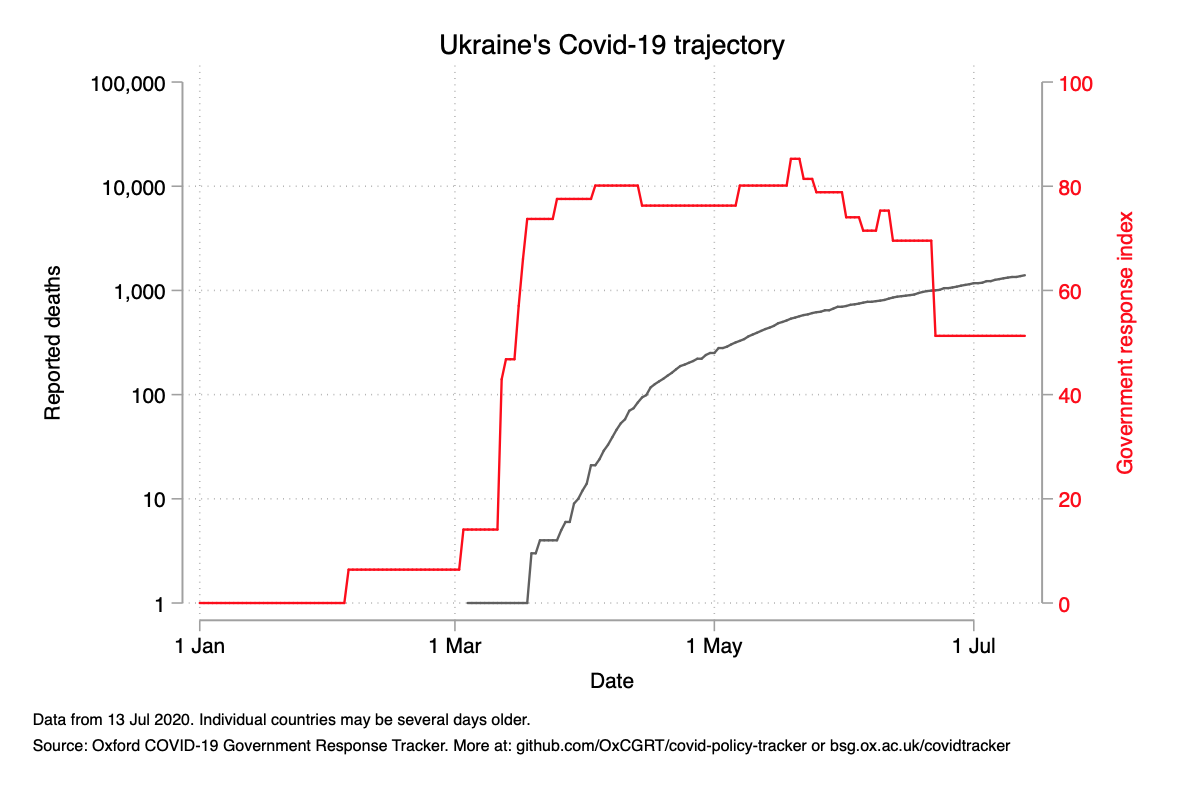 Ukraine's Covid-19 trajectory
100,000
10,000
1,000
100
10
1
Reported deaths
100
80
60
40
20
0
Government response index
1 Jan
1 Mar
1 May
1 Jul
Date
Data from 13 Jul 2020. Individual countries may be several days older.
Source: Oxford COVID-19 Government Response Tracker. More at: github.com/OxCGRT/covid-policy-tracker or bsg.ox.ac.uk/covidtracker